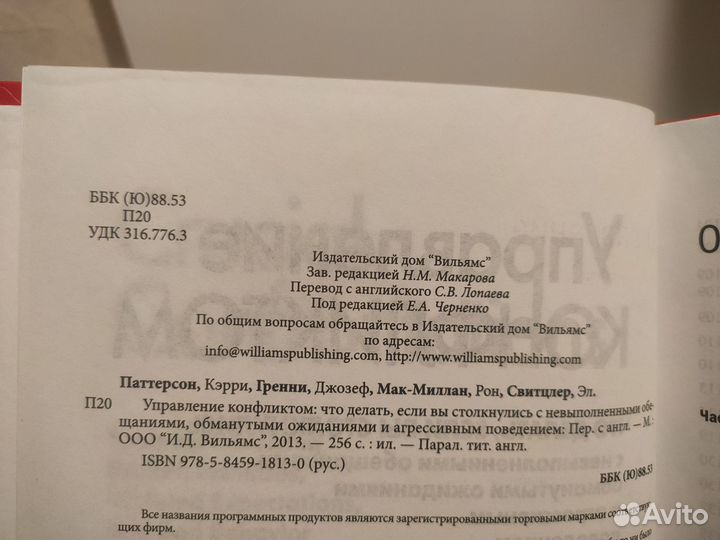 ББК (Ю)88.53
П20
УДК 316.776.3
Издательский дом “Вильямс”
Зав. редакцией Н.М. Макарова
Перевод с английского С.В. Лопаева
Под редакцией Е.А. Черненко
По общим вопросам обращайтесь в Издательский дом “Вильямс”
по адресам:
info@williamspublishing.com, http://www.williamspublishing.com
Паттерсон, Кэрри, Гренни, Джозеф, Мак-Миллан, Рон, Свитцлер, Эл.
П20 Управление конфликтом: что делать, если вы столкнулись с невыполненными обе-
щаниями, обманутыми ожиданиями и агрессивным поведением: Пер. с англ. — М. :
ООО “И.Д. Вильямс”, 2013. — 256 с. : ил. — Парал. тит. англ.
ISBN 978-5-8459-1813-0 (рус.)
ББК (Ю)88.53
Все названия программных продуктов являются зарегистрированными торговыми марками
щих фирм.
Avito